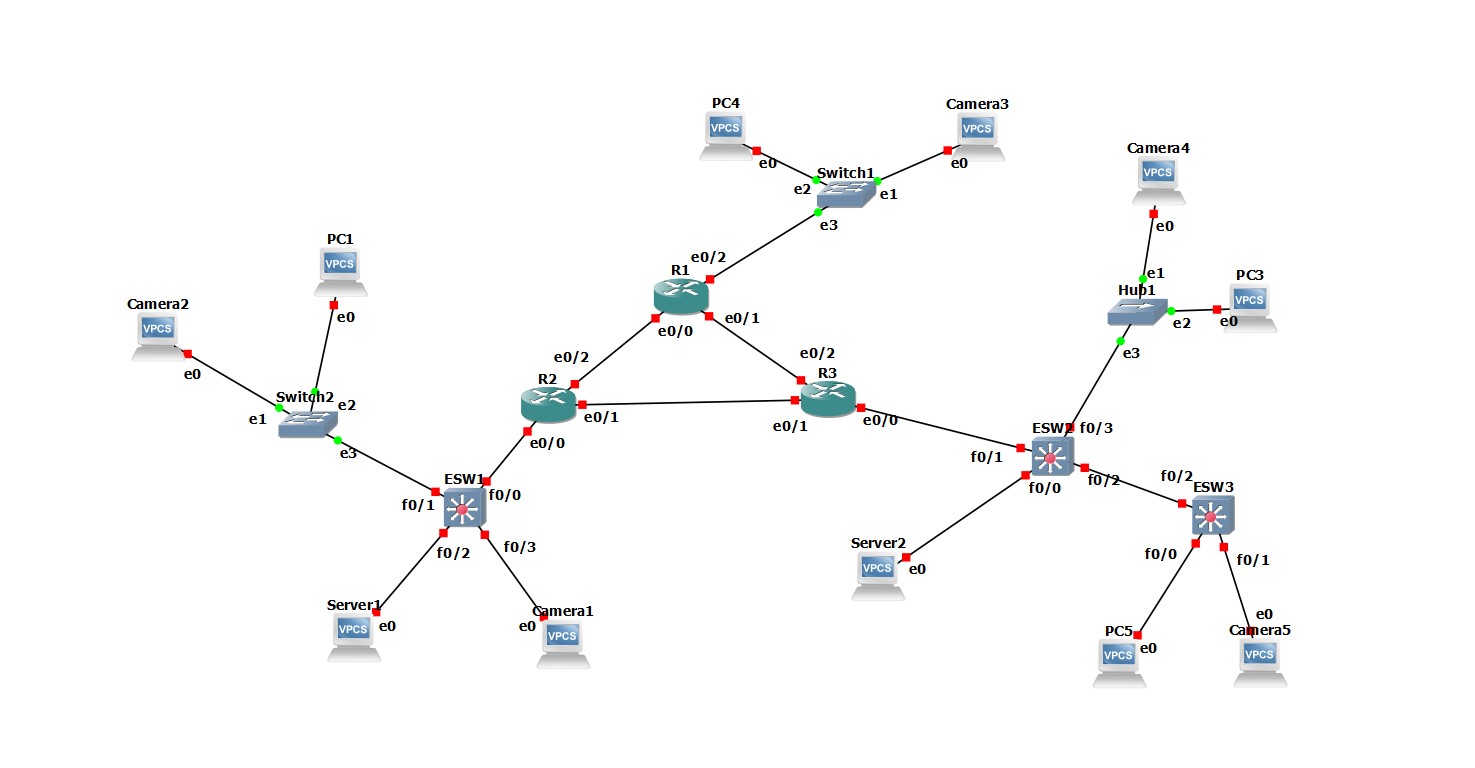 PC4
Camera3
VPCS
VPCS
e0
e0
Switch1
e2
e1
e3
Camera4
VPCS
e0
PC1
VPCS
e0
e0/2
R1
e0/0
e0/1
e1
Hub1
PC3
VPCS
e2
e0
e3
Camera2
VPCS
e0
e0/2
R2
e0/1
e0/0
e0/2
R3
e0/1
e0/0
Switch2
e1
e2
e3
ESW2
f0/3
f0/1
f0/0
f0/2
ESW1
f0/0
f0/1
f0/2
f0/3
f0/2
ESW3
f0/0
f0/1
Server2
VPCS
e0
Server1
VPCS
e0
Camera1
e0
VPCS
PC5
e0
VPCS
e0
Camera5
VPCS